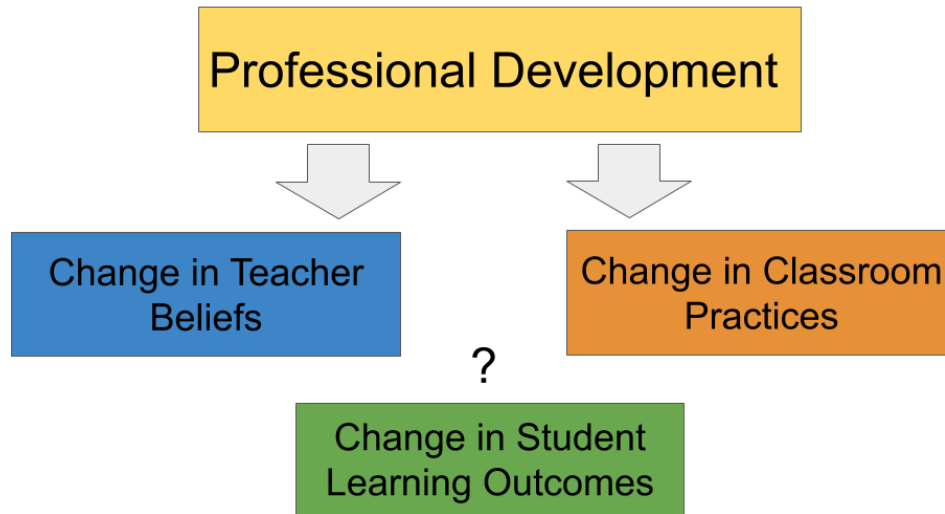 Professional Development
Change in Teacher
Beliefs
Change in Classroom
Practices
?
Change in Student
Learning Outcomes